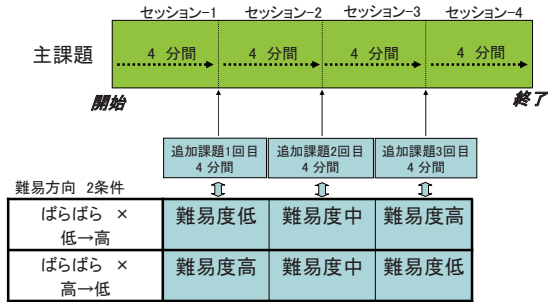 セッション-1 セッション-2 セッション-3 セッション-4
主課題 4 分間 4 分間 4 分間 4 分間
開始 終了
追加課題1回目 追加課題2回目 追加課題3回目
4 分間 4 分間 4 分間
難易方向 2条件
ばらばら × 難易度低 難易度中 難易度高
低→高
ばらばら × 難易度高 難易度中 難易度低
高→低